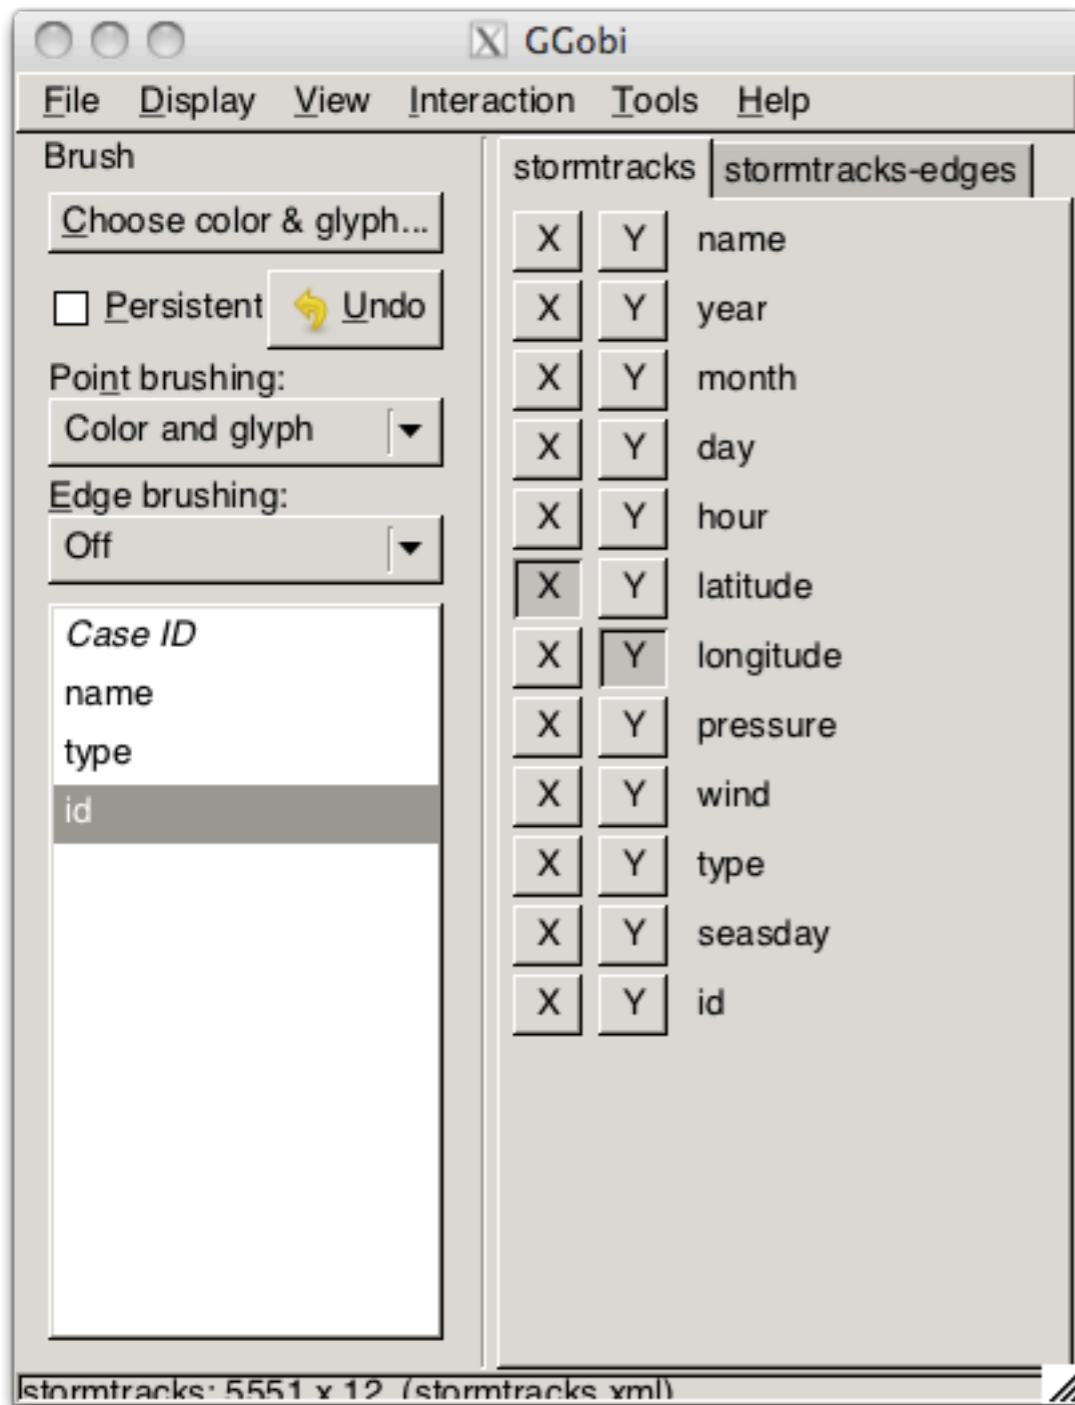 GGobi
File Display View Interaction Tools Help
Brush
Choose color & glyph...
Persistent Undo
Point brushing:
Color and glyph
Edge brushing:
Off
Case ID
name
type
id
stormtracks stormtracks-edges
X Y name
X Y year
X Y month
X Y day
X Y hour
X Y latitude
X Y longitude
X Y pressure
X Y wind
X Y type
X Y seasday
X Y id
stormtracks: 5551 x 12 (stormtracks.xml)